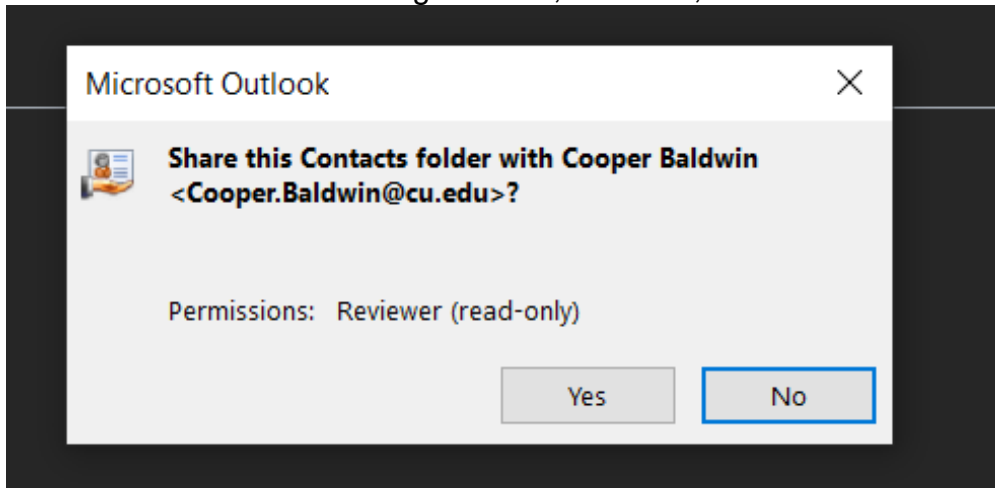 Microsoft Outlook
Share this Contacts folder with Cooper Baldwin
<Cooper.Baldwin@cu.edu>?
Permissions: Reviewer (read-only)
Yes
No